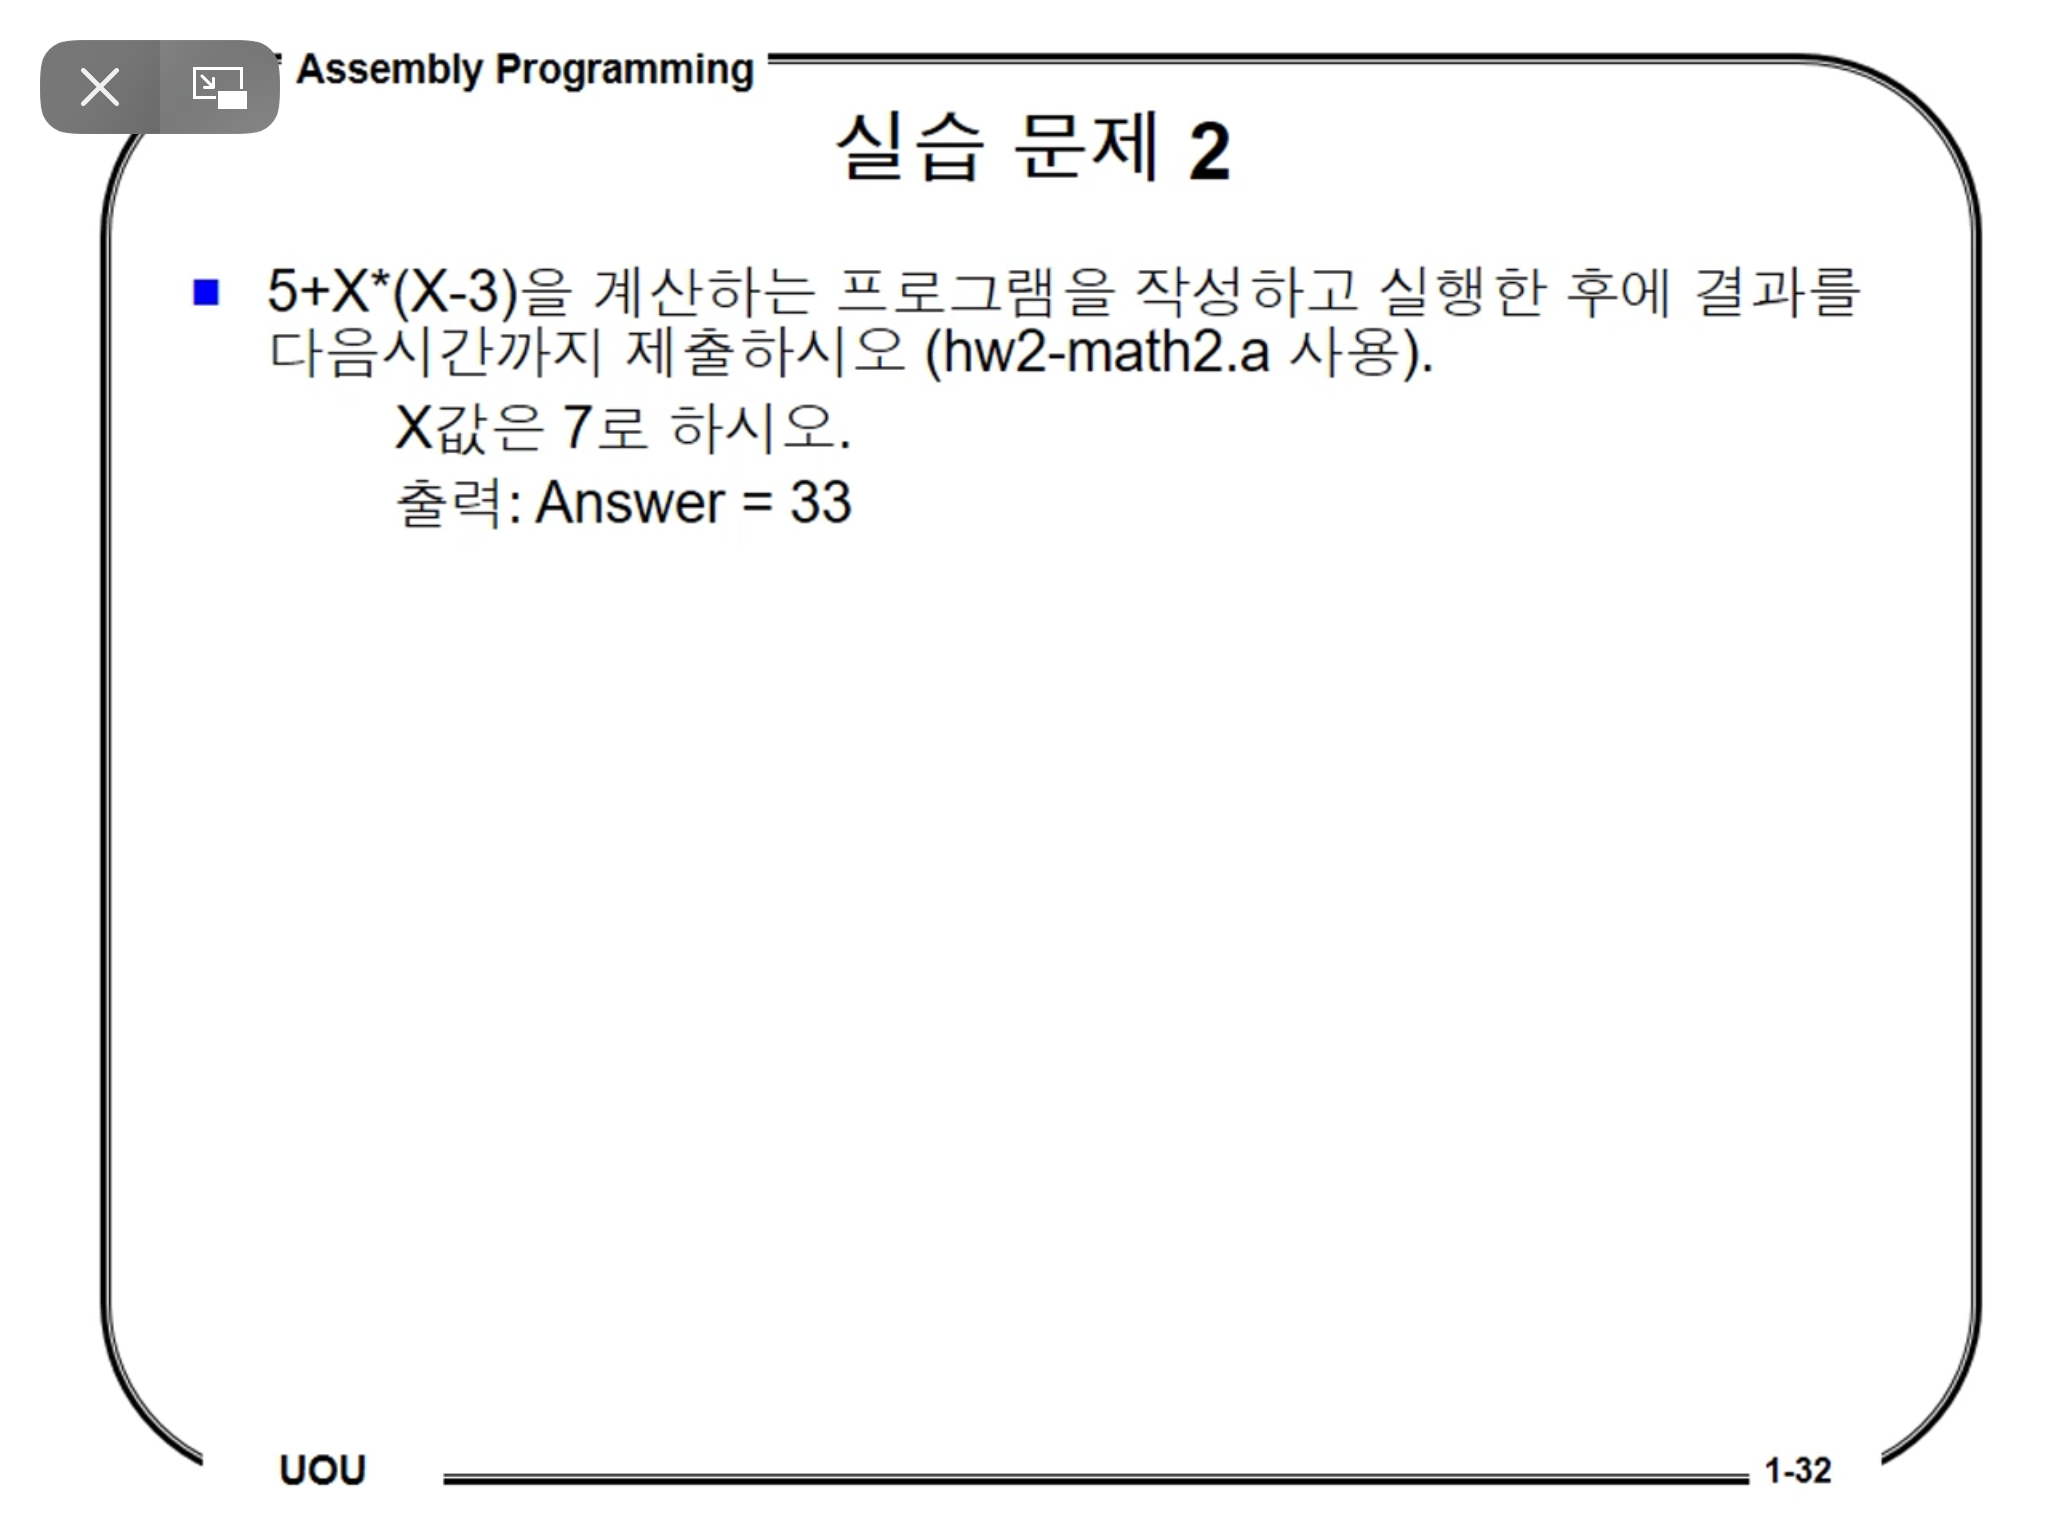 Assembly Programming
실습 문제 2
5+X*(X-3)을 계산하는 프로그램을 작성하고 실행한 후에 결과를
다음시간까지 제출하시오 (hw2-math2.a 사용).
X값은 7로 하시오.
출력: Answer = 33
UOU
1-32